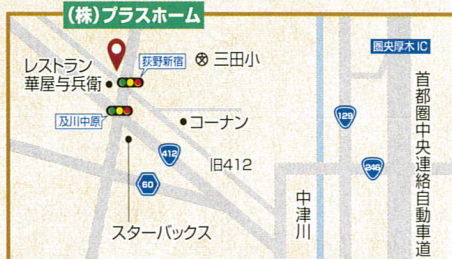 (株)プラスホーム
荻野新宿
三田小
圏央厚木IC
レストラン
華屋与兵衛
及川中原
コーナン
129
首都圏中央連絡自動車道
412
旧412
246
60
中津川
スターバックス